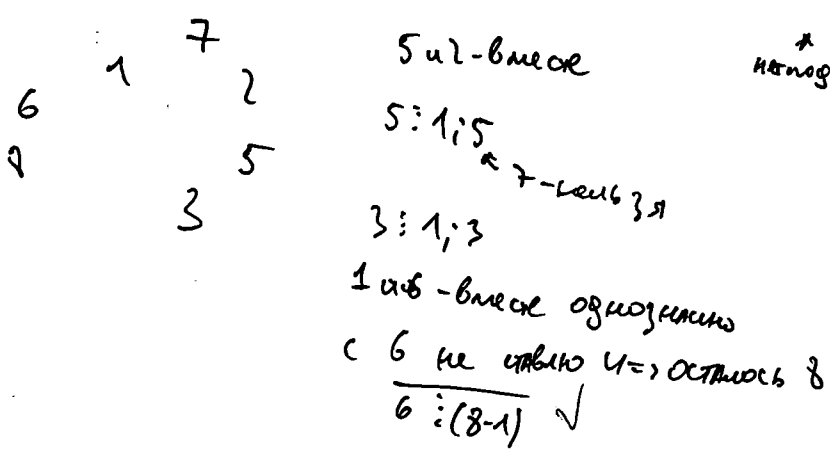 7
1
2
6
8
5
3
5 и 2 - вместе
5 ⋮ 1; 5
7 - нельзя
3 ⋮ 1; 3
1 и 6 - вместе однозначно
с 6 не ставлю 4 => осталось 8
6 ⋮ (8-1) √